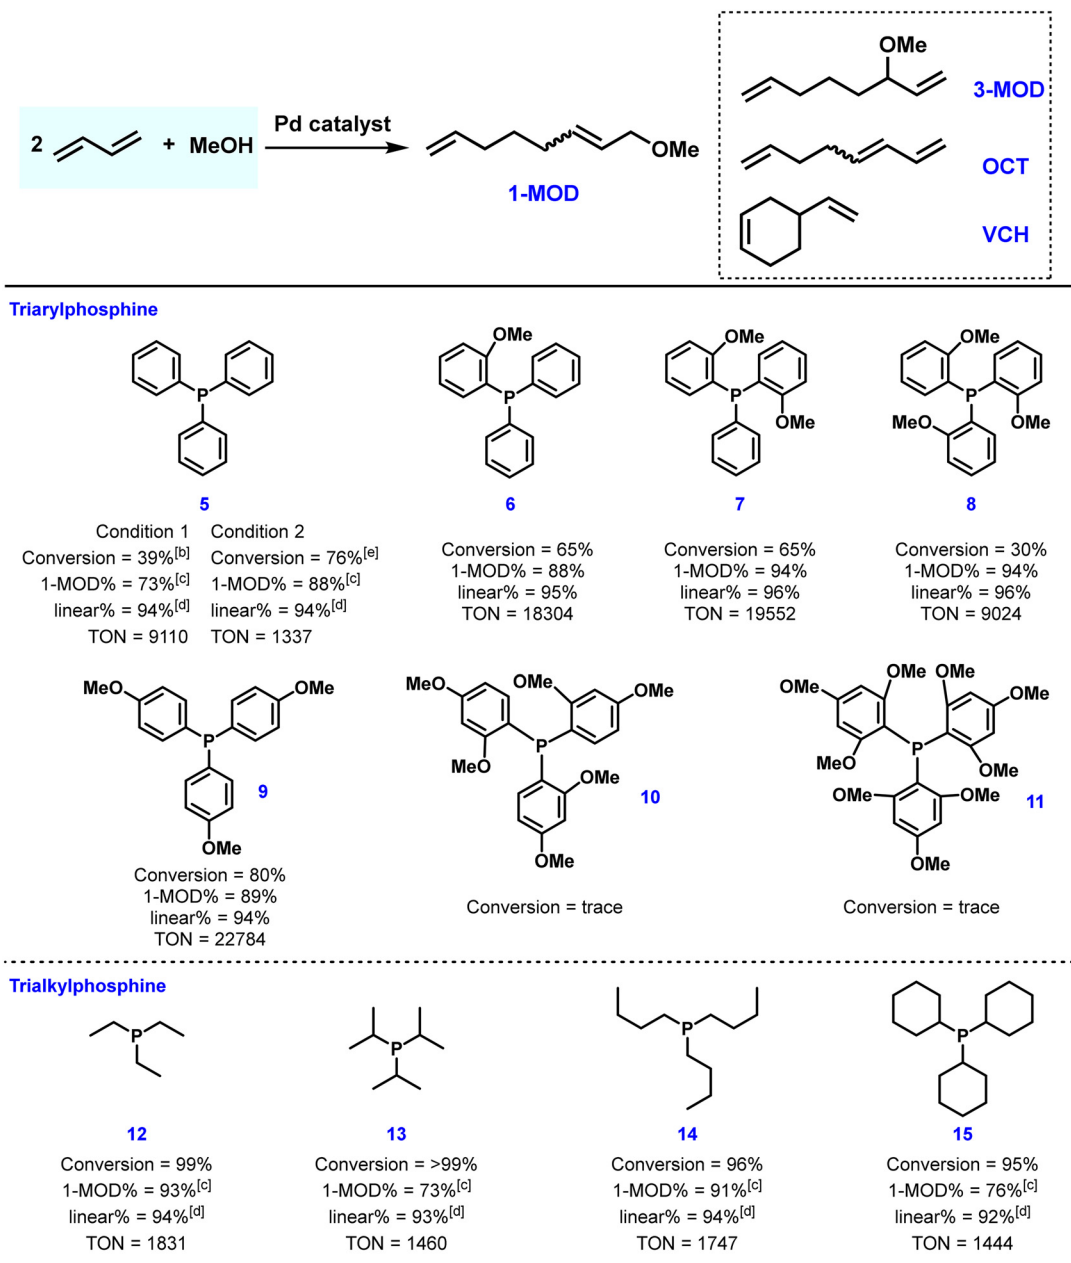 2 + MeOH
Pd catalyst
OMe
1-MOD
OMe
3-MOD
OCT
VCH
Triarylphosphine
P
5
Condition 1 Condition 2
Conversion = 39%[b] Conversion = 76%[e]
1-MOD% = 73%[c] 1-MOD% = 88%[c]
linear% = 94%[d] linear% = 94%[d]
TON = 9110 TON = 1337
OMe
P
6
Conversion = 65%
1-MOD% = 88%
linear% = 95%
TON = 18304
OMe
P
OMe
7
Conversion = 65%
1-MOD% = 94%
linear% = 96%
TON = 19552
OMe
P
MeO OMe
8
Conversion = 30%
1-MOD% = 94%
linear% = 96%
TON = 9024
MeO OMe
P
OMe
9
Conversion = 80%
1-MOD% = 89%
linear% = 94%
TON = 22784
MeO OMe OMe
P
MeO OMe
OMe
10
Conversion = trace
MeO OMe OMe OMe
P
MeO OMe
MeO OMe
OMe
11
Conversion = trace
Trialkylphosphine
P
12
Conversion = 99%
1-MOD% = 93%[c]
linear% = 94%[d]
TON = 1831
P
13
Conversion = >99%
1-MOD% = 73%[c]
linear% = 93%[d]
TON = 1460
P
14
Conversion = 96%
1-MOD% = 91%[c]
linear% = 94%[d]
TON = 1747
P
15
Conversion = 95%
1-MOD% = 76%[c]
linear% = 92%[d]
TON = 1444